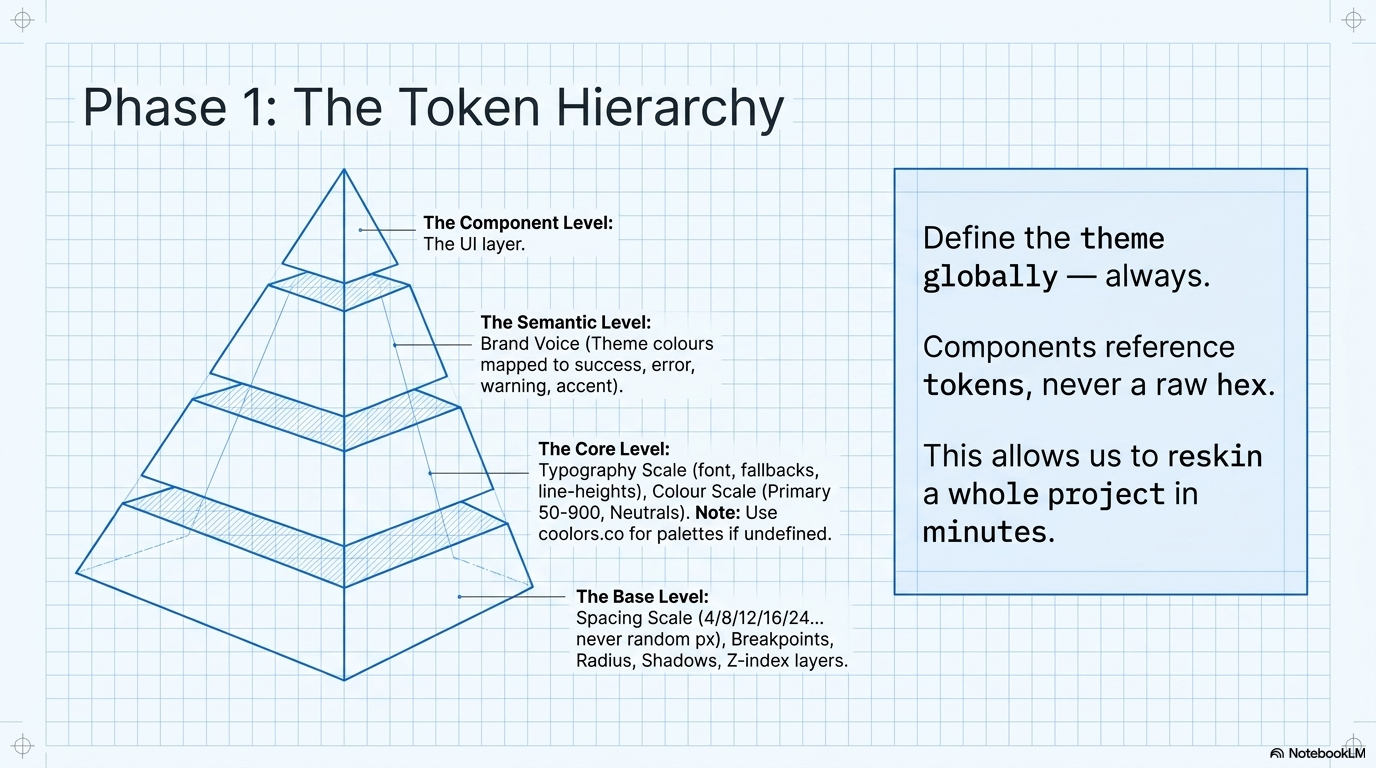 Phase 1: The Token Hierarchy
The Component Level:
The UI layer.
The Semantic Level:
Brand Voice (Theme colours
mapped to success, error,
warning, accent).
The Core Level:
Typography Scale (font, fallbacks,
line-heights), Colour Scale (Primary
50-900, Neutrals). Note: Use
coolors.co for palettes if undefined.
The Base Level:
Spacing Scale (4/8/12/16/24...
never random px), Breakpoints,
Radius, Shadows, Z-index layers.
Define the theme
globally — always.
Components reference
tokens, never a raw hex.
This allows us to reskin
a whole project in
minutes.
NotebookLM